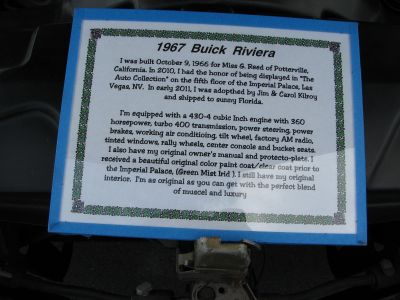 1967 Buick Riviera
I was built October 9, 1966 for Miss G. Reed of Potterville,
California. In 2010, I had the honor of being displayed in "The
Auto Collection" on the fifth floor of the Imperial Palace, Las
Vegas, NV. In early 2011, I was adopthed by Jim & Carol Kilroy
and shipped to sunny Florida.
I'm equipped with a 430-4 cubic inch engine with 360
horsepower, turbo 400 transmission, power steering, power
brakes, working air conditioing, tilt wheel, factory AM radio,
tinted windows, rally wheels, center console and bucket seats.
I also have my original owner's manual and protecto-plate. I
received a beautiful original color paint coat/clear coat prior to
the Imperial Palace, (Green Mist Irid ). I still have my original
interior. I'm as original as you can get with the perfect blend
of muscel and luxury